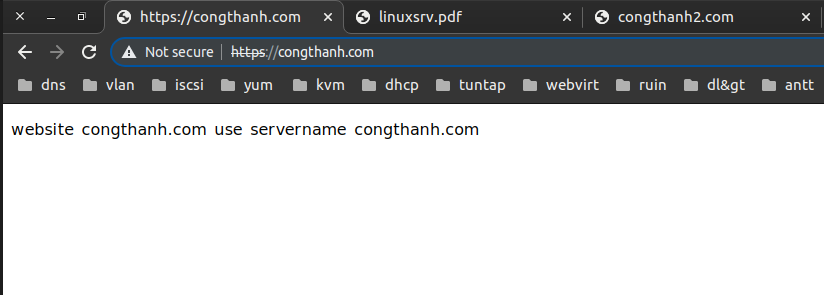 https://congthanh.com linuxsrv.pdf congthanh2.com
Not secure https://congthanh.com
dns vlan iscsi yum kvm dhcp tuntap webvirt ruin dl&gt antt
website congthanh.com use servername congthanh.com